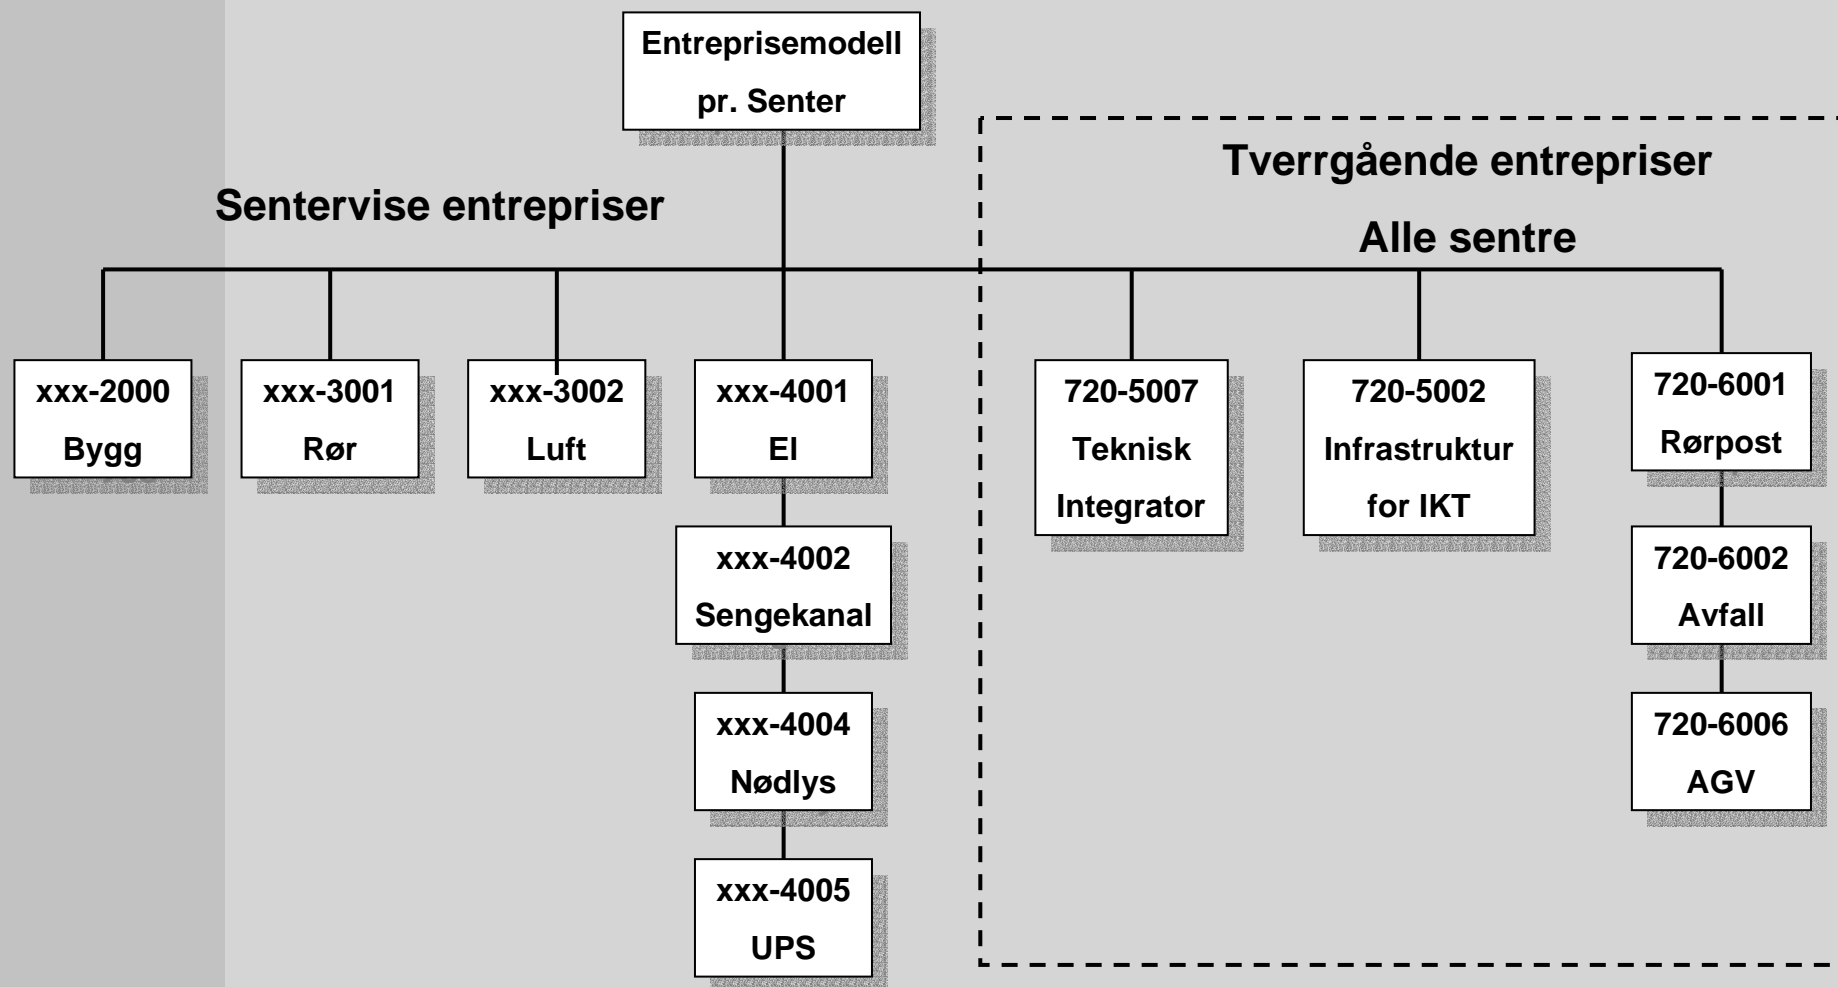 Entreprisemodell
pr. Senter
Sentervise entrepriser
Tverrgående entrepriser
Alle sentre
xxx-2000
Bygg
xxx-3001
Rør
xxx-3002
Luft
xxx-4001
El
xxx-4002
Sengekanal
xxx-4004
Nødlys
xxx-4005
UPS
720-5007
Teknisk
Integrator
720-5002
Infrastruktur
for IKT
720-6001
Rørpost
720-6002
Avfall
720-6006
AGV